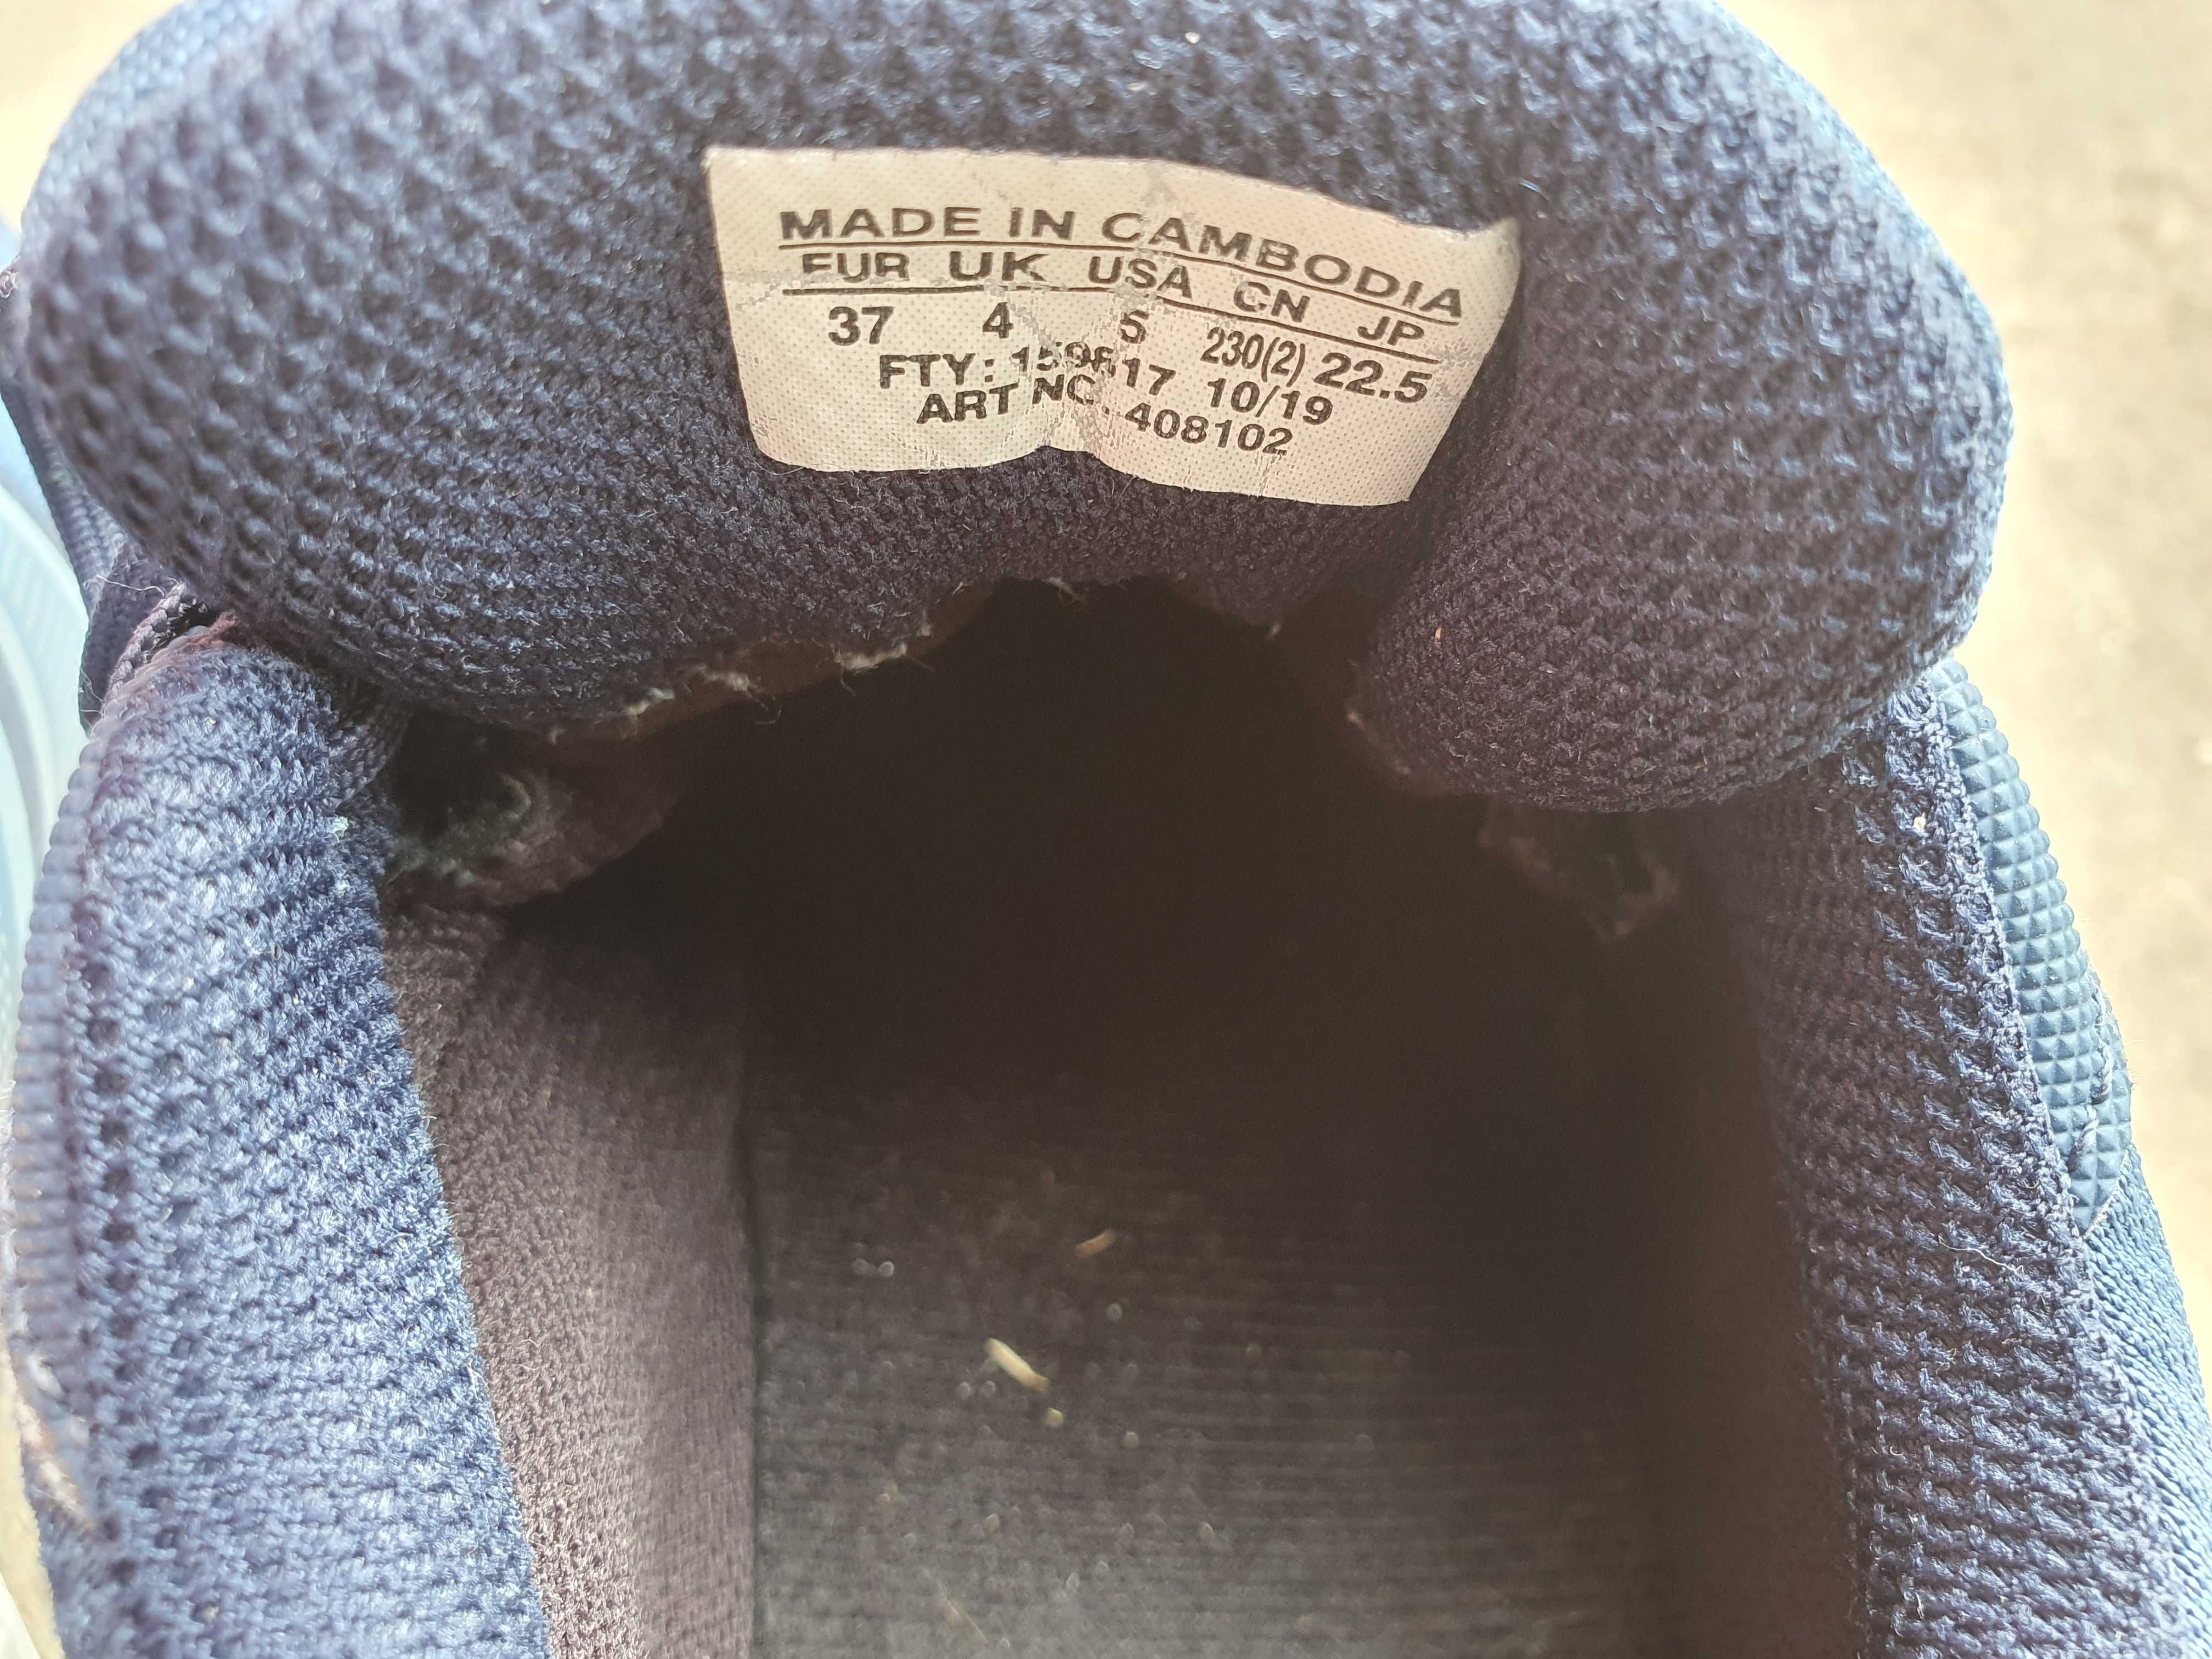 MADE IN CAMBODIA
EUR UK USA CN JP
37 4 5 230(2) 22.5
FTY: 159817 10/19
ART NO. 408102